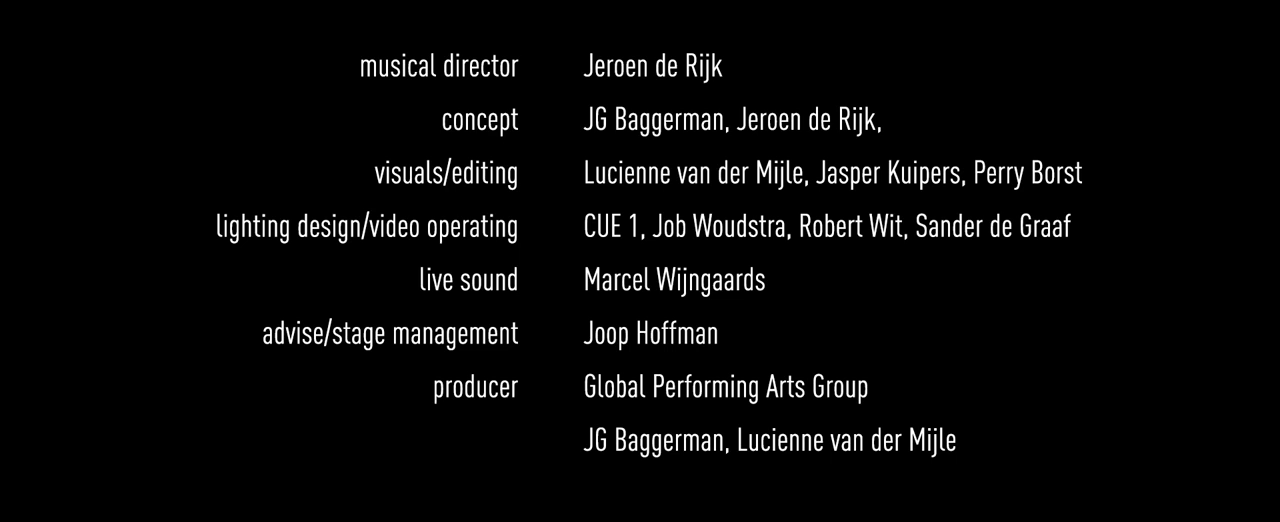 musical director Jeroen de Rijk
concept JG Baggerman, Jeroen de Rijk,
visuals/editing Lucienne van der Mijle, Jasper Kuipers, Perry Borst
lighting design/video operating CUE 1, Job Woudstra, Robert Wit, Sander de Graaf
live sound Marcel Wijngaards
advise/stage management Joop Hoffman
producer Global Performing Arts Group
JG Baggerman, Lucienne van der Mijle